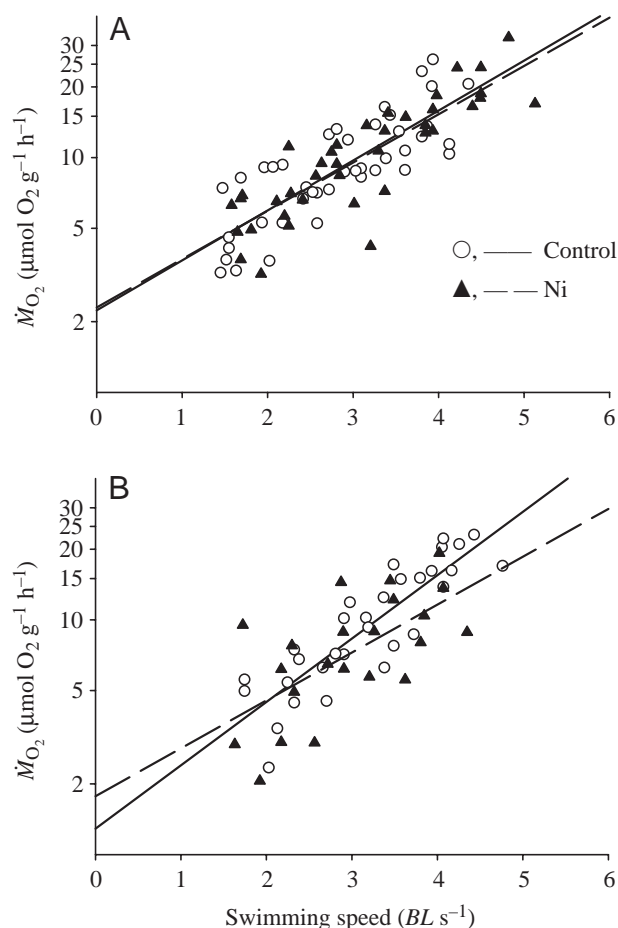 A
30
25
20
15
10
5
2
ṀO₂ (µmol O₂ g⁻¹ h⁻¹)
○, —— Control
▲, — — Ni
0 1 2 3 4 5 6
B
30
25
20
15
10
5
2
ṀO₂ (µmol O₂ g⁻¹ h⁻¹)
0 1 2 3 4 5 6
Swimming speed (BL s⁻¹)